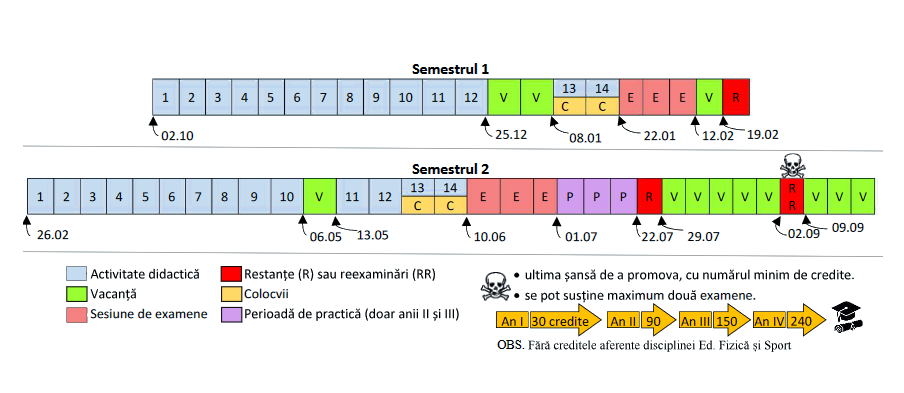 Semestrul 1
1 2 3 4 5 6 7 8 9 10 11 12 V V 13 14 E E E V R
C C
02.10 25.12 08.01 22.01 12.02 19.02
Semestrul 2
1 2 3 4 5 6 7 8 9 10 V 11 12 13 14 E E E P P P R V V V V V R V V V
C C R
26.02 06.05 13.05 10.06 01.07 22.07 29.07 02.09 09.09
Activitate didactică
Vacanță
Sesiune de examene
Restanțe (R) sau reexaminări (RR)
Colocvii
Perioadă de practică (doar anii II și III)
• ultima șansă de a promova, cu numărul minim de credite.
• se pot susține maximum două examene.
An I 30 credite An II 90 An III 150 An IV 240
OBS. Fără creditele aferente disciplinei Ed. Fizică și Sport